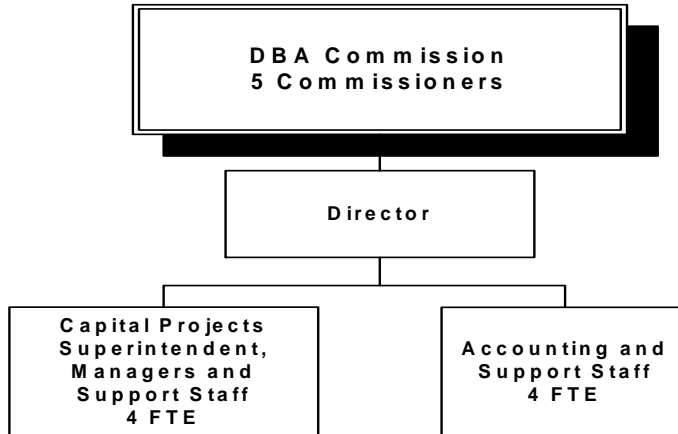 DBA Commission
5 Commissioners
Director
Capital Projects
Superintendent,
Managers and
Support Staff
4 FTE
Accounting and
Support Staff
4 FTE